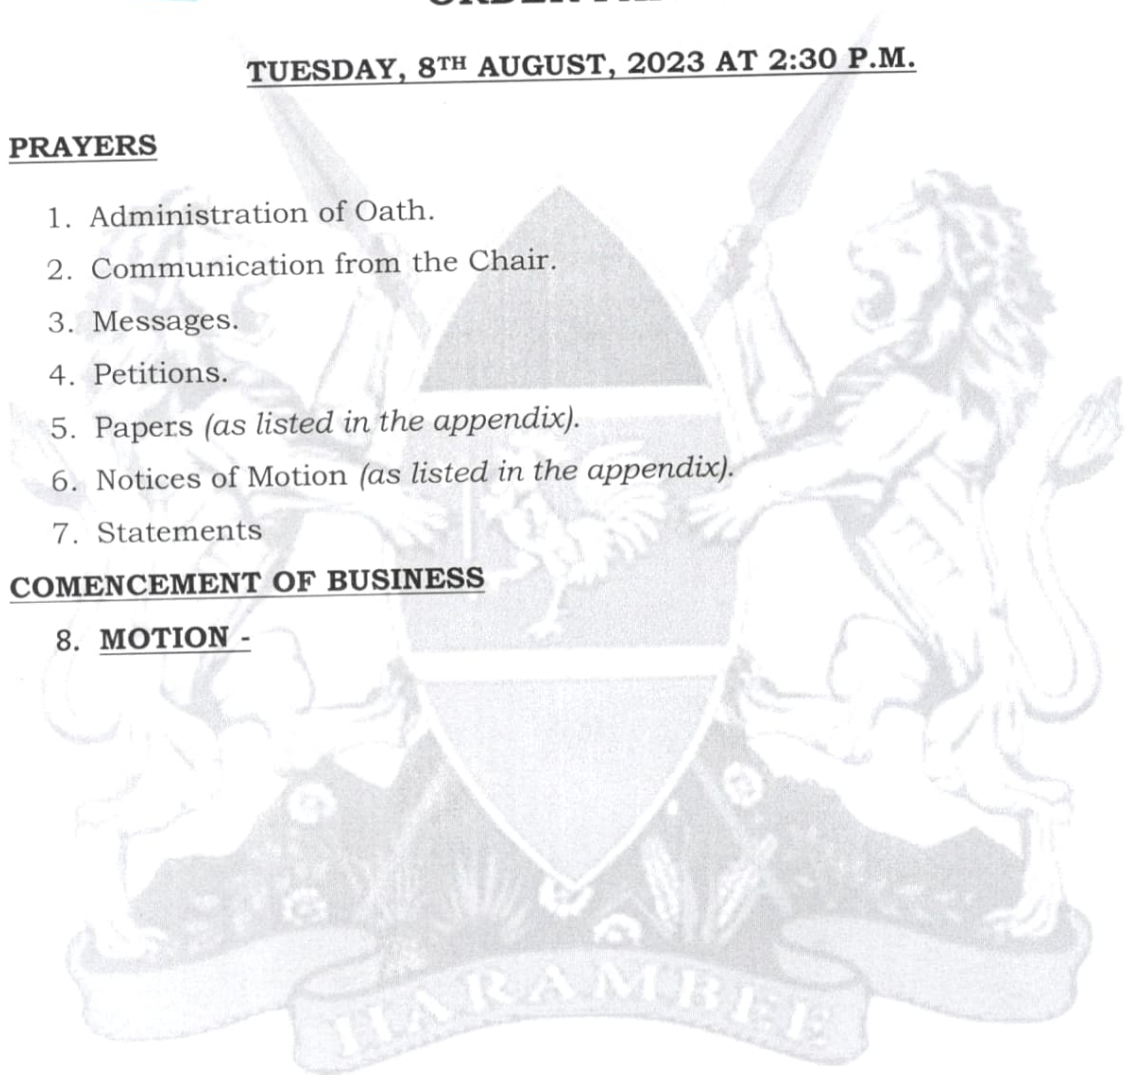 TUESDAY, 8TH AUGUST, 2023 AT 2:30 P.M.
PRAYERS
1. Administration of Oath.
2. Communication from the Chair.
3. Messages.
4. Petitions.
5. Papers (as listed in the appendix).
6. Notices of Motion (as listed in the appendix).
7. Statements
COMENCEMENT OF BUSINESS
8. MOTION -
HARAMBEE